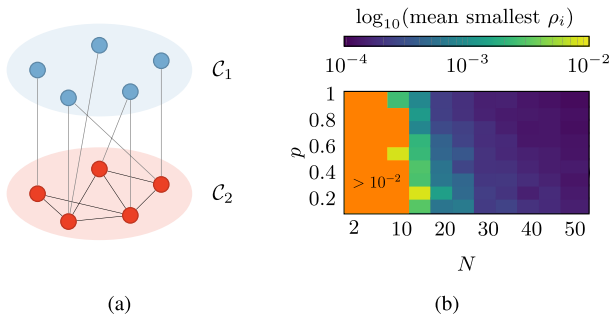 𝒞₁
𝒞₂
(a)
log₁₀(mean smallest ρᵢ)
10⁻⁴ 10⁻³ 10⁻²
1
0.8
0.6
0.4
0.2
p
> 10⁻²
2 10 20 30 40 50
N
(b)